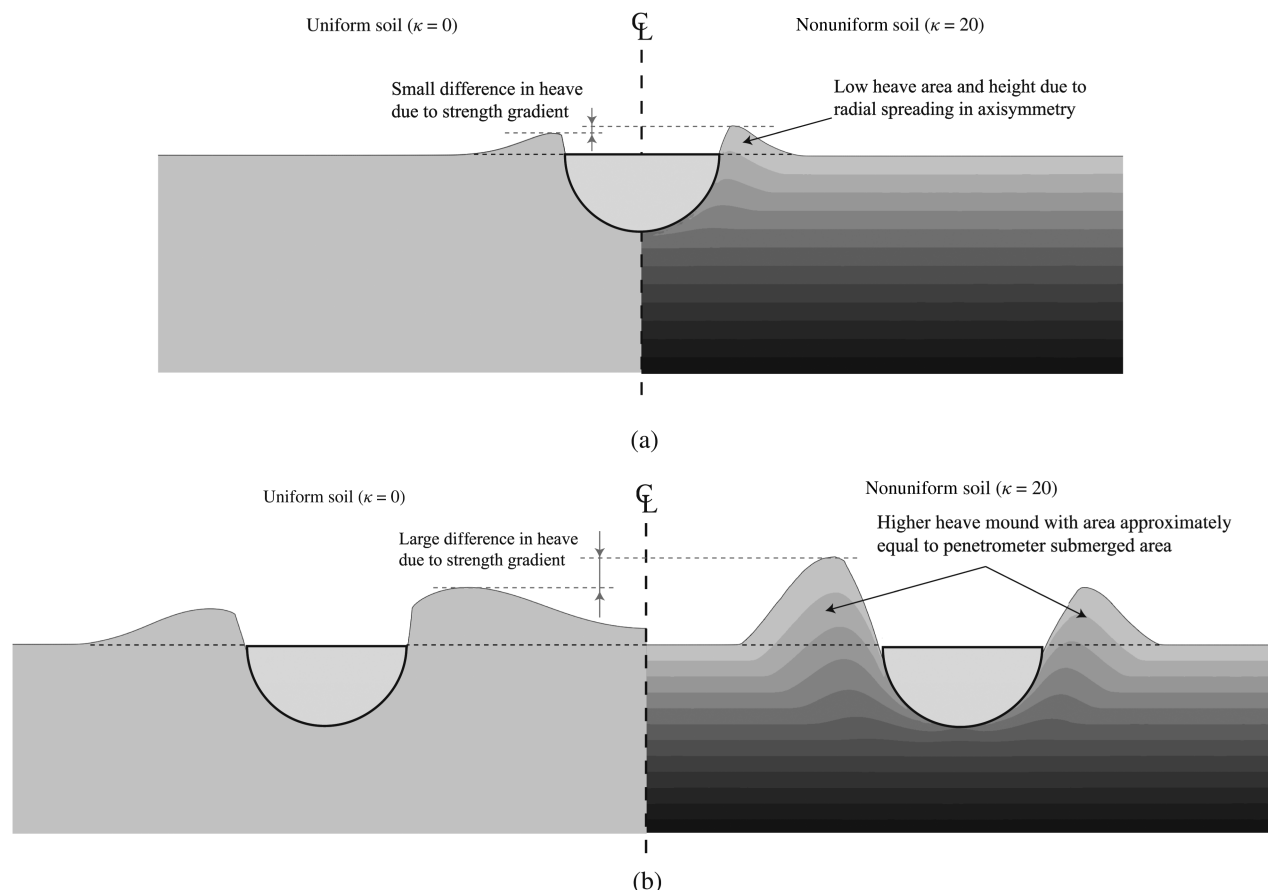 Uniform soil (κ = 0)
℄
Nonuniform soil (κ = 20)
Small difference in heave
due to strength gradient
Low heave area and height due to
radial spreading in axisymmetry
(a)
Uniform soil (κ = 0)
℄
Nonuniform soil (κ = 20)
Large difference in heave
due to strength gradient
Higher heave mound with area approximately
equal to penetrometer submerged area
(b)